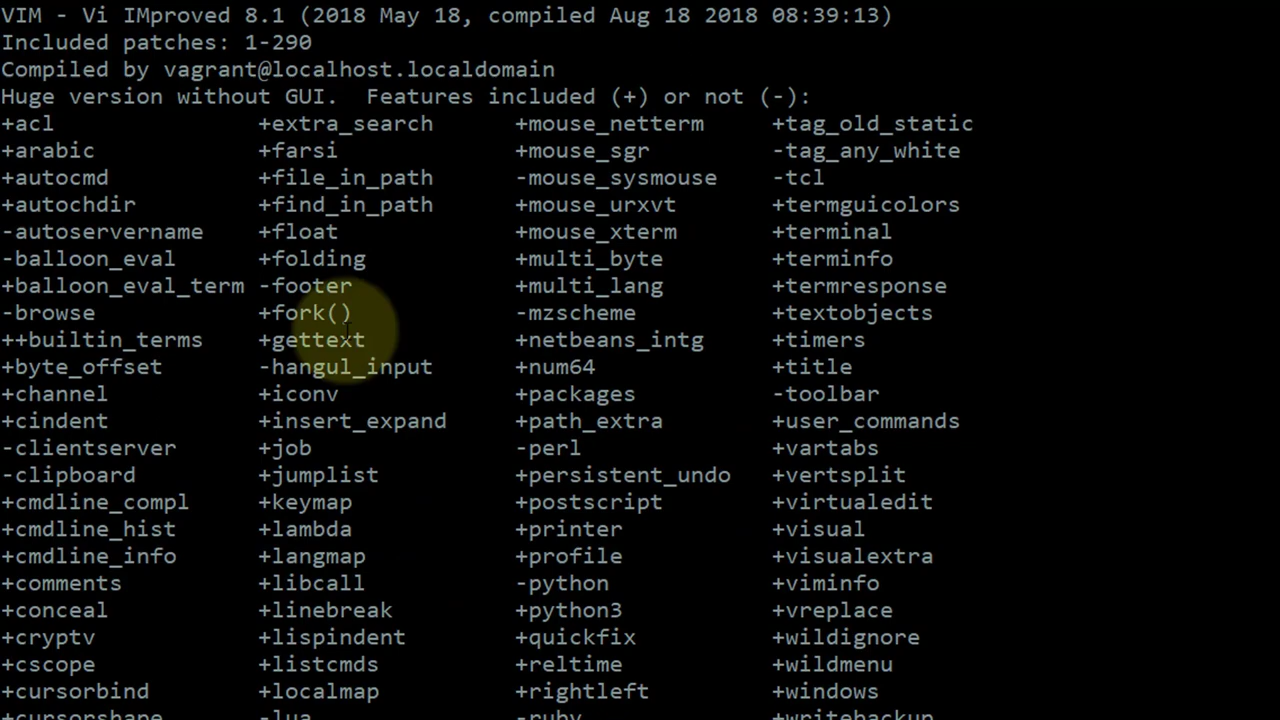 VIM - Vi IMproved 8.1 (2018 May 18, compiled Aug 18 2018 08:39:13)
Included patches: 1-290
Compiled by vagrant@localhost.localdomain
Huge version without GUI.  Features included (+) or not (-):
+acl               +extra_search      +mouse_netterm     +tag_old_static
+arabic            +farsi             +mouse_sgr         -tag_any_white
+autocmd           +file_in_path      -mouse_sysmouse    -tcl
+autochdir         +find_in_path      +mouse_urxvt       +termguicolors
-autoservername    +float             +mouse_xterm       +terminal
-balloon_eval      +folding           +multi_byte        +terminfo
+balloon_eval_term -footer            +multi_lang        +termresponse
-browse            +fork()            -mzscheme          +textobjects
++builtin_terms    +gettext           +netbeans_intg     +timers
+byte_offset       -hangul_input      +num64             +title
+channel           +iconv             +packages          -toolbar
+cindent           +insert_expand     +path_extra        +user_commands
-clientserver      +job               -perl              +vartabs
-clipboard         +jumplist          +persistent_undo   +vertsplit
+cmdline_compl     +keymap            +postscript        +virtualedit
+cmdline_hist      +lambda            +printer           +visual
+cmdline_info      +langmap           +profile           +visualextra
+comments          +libcall           -python            +viminfo
+conceal           +linebreak         +python3           +vreplace
+cryptv            +lispindent        +quickfix          +wildignore
+cscope            +listcmds          +reltime           +wildmenu
+cursorbind        +localmap          +rightleft         +windows
+cursorshape       -lua               -ruby              +writebackup